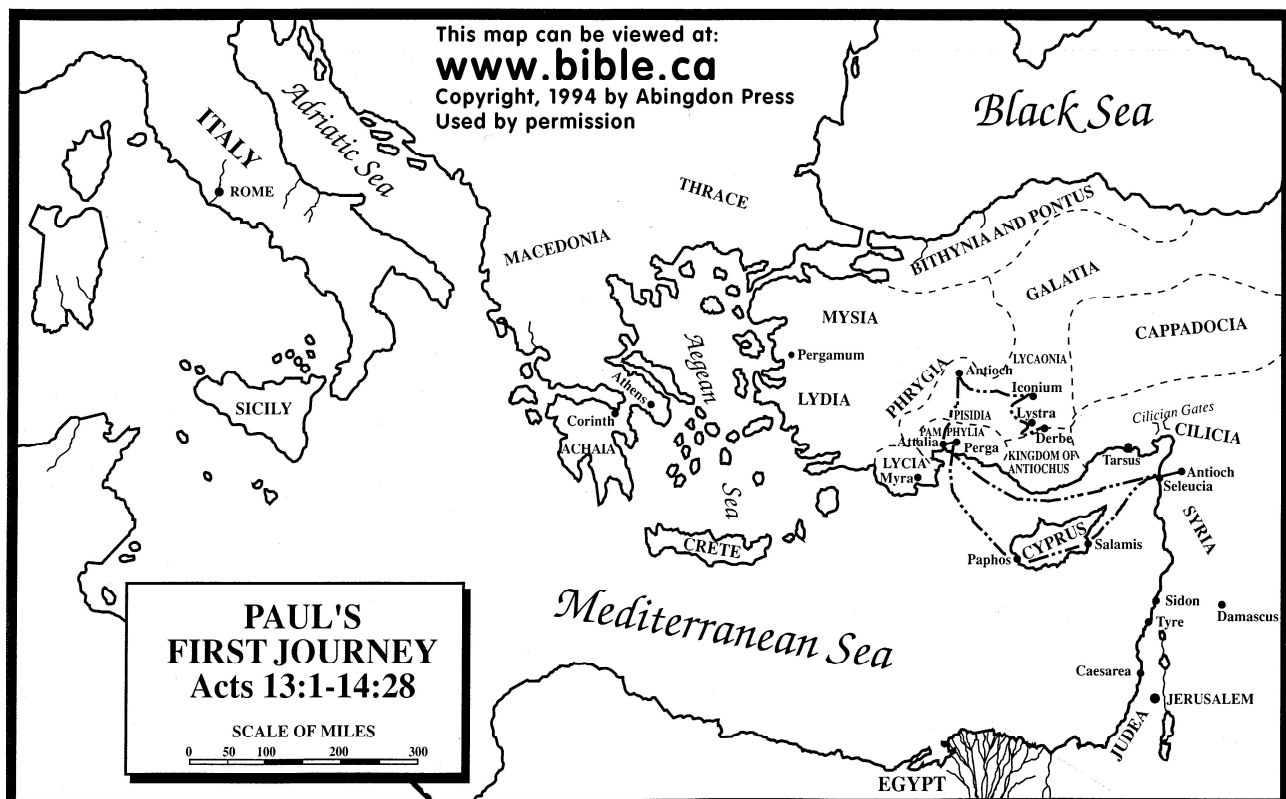 This map can be viewed at:
www.bible.ca
Copyright, 1994 by Abingdon Press
Used by permission
Black Sea
Adriatic Sea
ITALY
ROME
THRACE
MACEDONIA
BITHYNIA AND PONTUS
GALATIA
CAPPADOCIA
MYSIA
Pergamum
LYCAONIA
PHRYGIA
Antioch
Iconium
Aegean
Sea
Athens
Corinth
ACHAIA
SICILY
LYDIA
PISIDIA
Lystra
Derbe
Cilician Gates
CILICIA
PAMPHYLIA
Attalia
Perga
KINGDOM OF
ANTIOCHUS
Tarsus
LYCIA
Myra
Antioch
Seleucia
SYRIA
CRETE
CYPRUS
Paphos
Salamis
Mediterranean Sea
Sidon
Damascus
Tyre
Caesarea
JERUSALEM
JUDEA
EGYPT
PAUL'S
FIRST JOURNEY
Acts 13:1-14:28
SCALE OF MILES
0 50 100 200 300